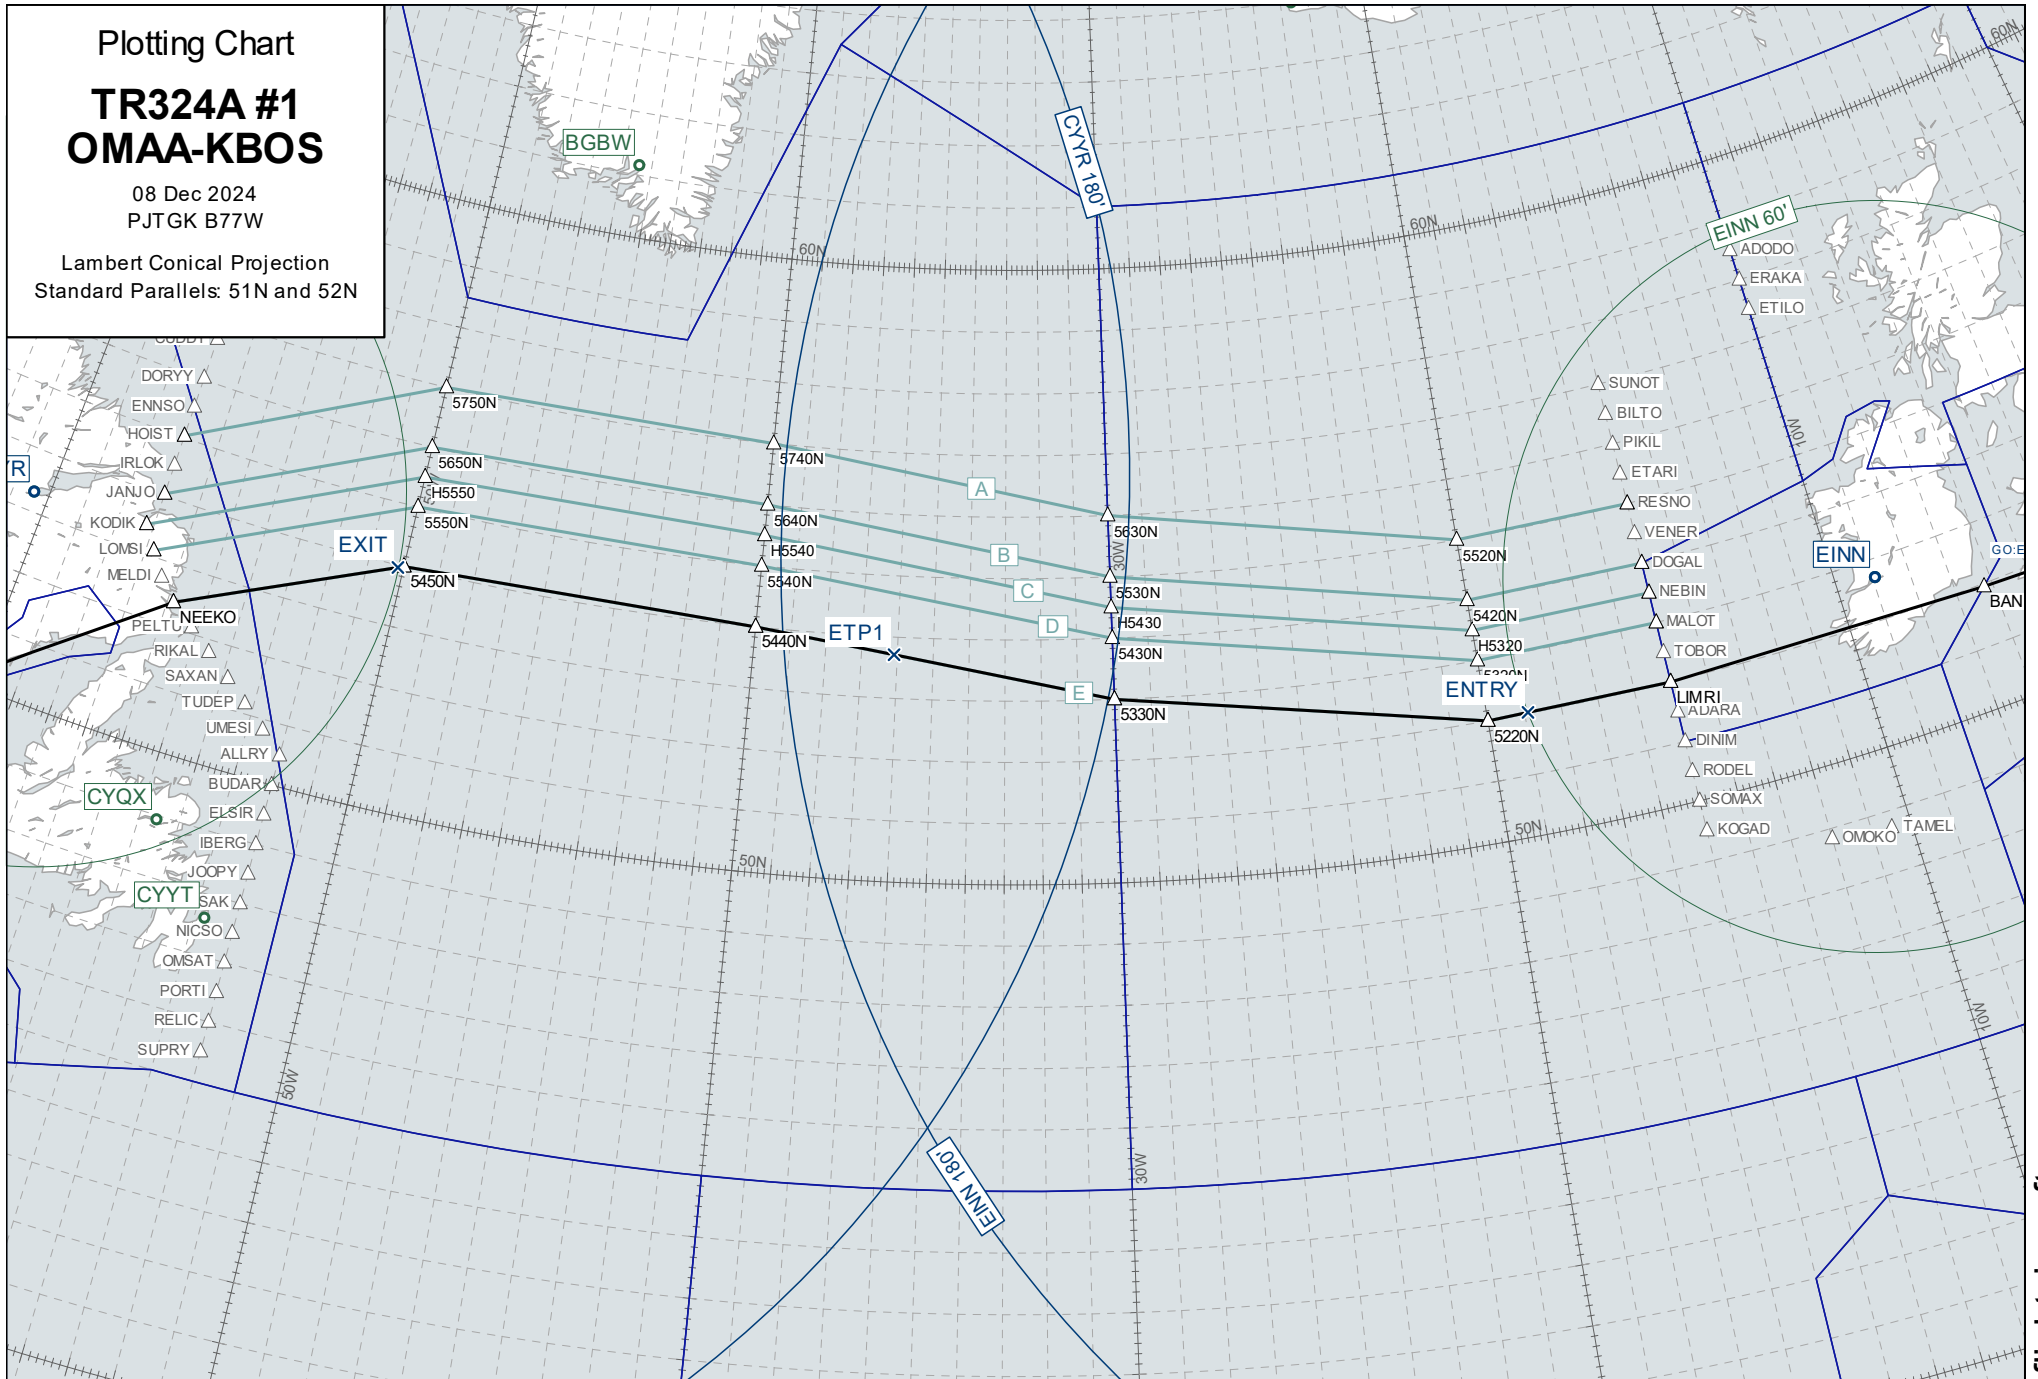 Plotting Chart
TR324A #1
OMAA-KBOS
08 Dec 2024
PJTGK B77W
Lambert Conical Projection
Standard Parallels: 51N and 52N
BGBW
CYYR 180'
EINN 60'
60N
60N
60N
ADODO
ERAKA
ETILO
CUDDY
DORYY
ENNSO
HOIST
IRLOK
JANJO
KODIK
LOMSI
MELDI
NEEKO
PELTU
RIKAL
SAXAN
TUDEP
UMESI
ALLRY
BUDAR
ELSIR
IBERG
JOOPY
SAK
NICSO
OMSAT
PORTI
RELIC
SUPRY
YR
CYQX
CYYT
EXIT
5750N
5650N
H5550
5550N
5450N
5740N
5640N
H5540
5540N
5440N
ETP1
A
B
C
D
E
5630N
30W
5530N
H5430
5430N
5330N
5520N
5420N
H5320
5320N
ENTRY
5220N
SUNOT
BILTO
PIKIL
ETARI
RESNO
VENER
DOGAL
NEBIN
MALOT
TOBOR
LIMRI
ADARA
DINIM
RODEL
SOMAX
KOGAD
OMOKO
TAMEL
10W
EINN
GO:E
BAN
50N
50N
10W
50W
30W
EINN 180'